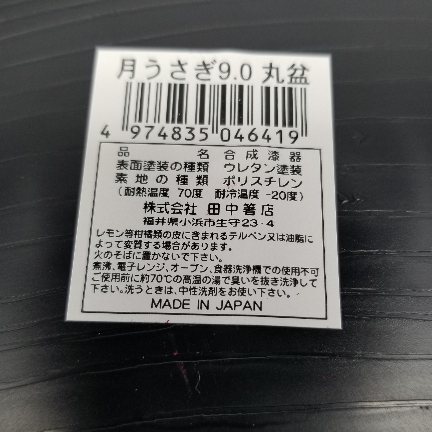 月うさぎ9.0 丸盆
4 974835 046419
品 名 合成漆器
表面塗装の種類 ウレタン塗装
素地の種類 ポリスチレン
(耐熱温度 70度 耐冷温度 -20度)
株式会社 田中箸店
福井県小浜市生守23-4
レモン等柑橘類の皮に含まれるテルペン又は油脂に
よって変質する場合があります。
火のそばに置かないで下さい。
煮沸、電子レンジ、オーブン、食器洗浄機での使用不可
ご使用前に約70℃の高温の湯で臭いを抜き洗浄して
下さい。洗うときは、中性洗剤をお使い下さい。
MADE IN JAPAN